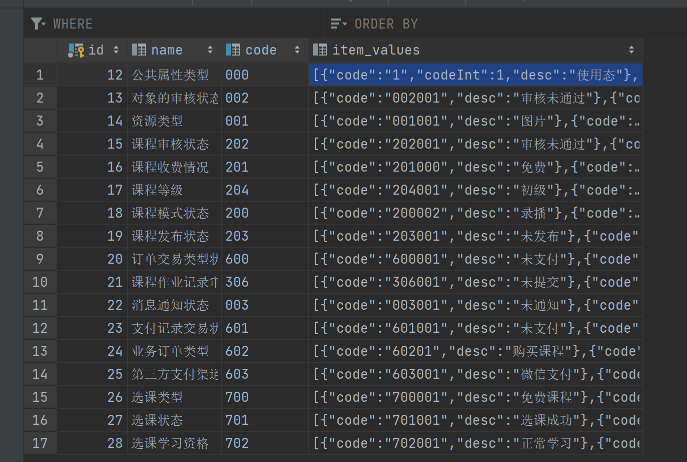 WHERE ORDER BY
id name code item_values
1 12 公共属性类型 000 [{"code":"1","codeInt":1,"desc":"使用态"},
2 13 对象的审核状态 002 [{"code":"002001","desc":"审核未通过"},{"co
3 14 资源类型 001 [{"code":"001001","desc":"图片"},{"code":…
4 15 课程审核状态 202 [{"code":"202001","desc":"审核未通过"},{"co
5 16 课程收费情况 201 [{"code":"201000","desc":"免费"},{"code":…
6 17 课程等级 204 [{"code":"204001","desc":"初级"},{"code":…
7 18 课程模式状态 200 [{"code":"200002","desc":"录播"},{"code":…
8 19 课程发布状态 203 [{"code":"203001","desc":"未发布"},{"code"
9 20 订单交易类型状 600 [{"code":"600001","desc":"未支付"},{"code"
10 21 课程作业记录审 306 [{"code":"306001","desc":"未提交"},{"code"
11 22 消息通知状态 003 [{"code":"003001","desc":"未通知"},{"code"
12 23 支付记录交易状 601 [{"code":"601001","desc":"未支付"},{"code"
13 24 业务订单类型 602 [{"code":"60201","desc":"购买课程"},{"code"
14 25 第三方支付渠道 603 [{"code":"603001","desc":"微信支付"},{"cod
15 26 选课类型 700 [{"code":"700001","desc":"免费课程"},{"cod
16 27 选课状态 701 [{"code":"701001","desc":"选课成功"},{"cod
17 28 选课学习资格 702 [{"code":"702001","desc":"正常学习"},{"cod